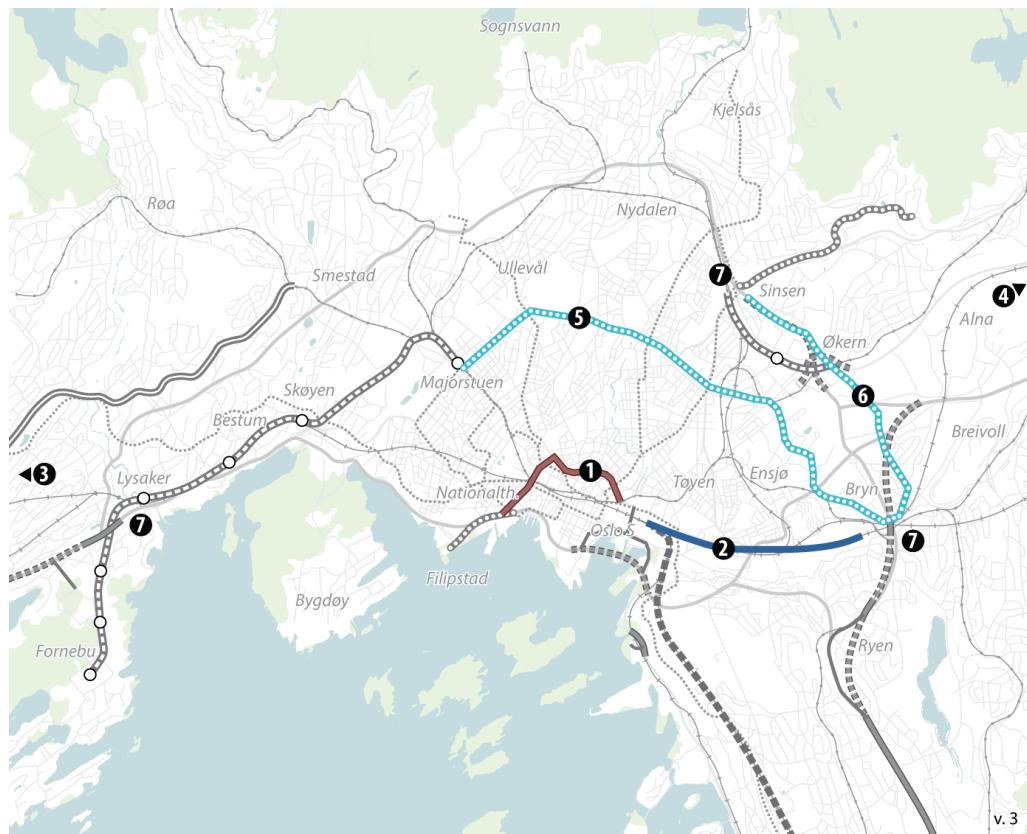 Sognsvann
Kjelsås
Røa
Nydalen
Ullevål
Smestad
7
Sinsen
4
5
Alna
Økern
Majorstuen
Skøyen
6
Bestum
Breivoll
3
Lysaker
1
Tøyen
Ensjø
Bryn
Nationalth.
7
Oslo S
2
7
Filipstad
Bygdøy
Fornebu
Ryen
v. 3